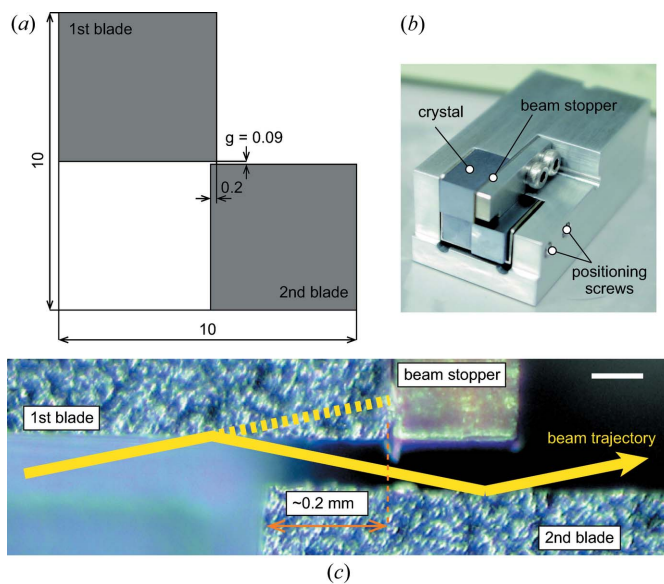 (a)
1st blade
10
g = 0.09
0.2
2nd blade
10
(b)
crystal
beam stopper
positioning
screws
1st blade
beam stopper
beam trajectory
~0.2 mm
2nd blade
(c)